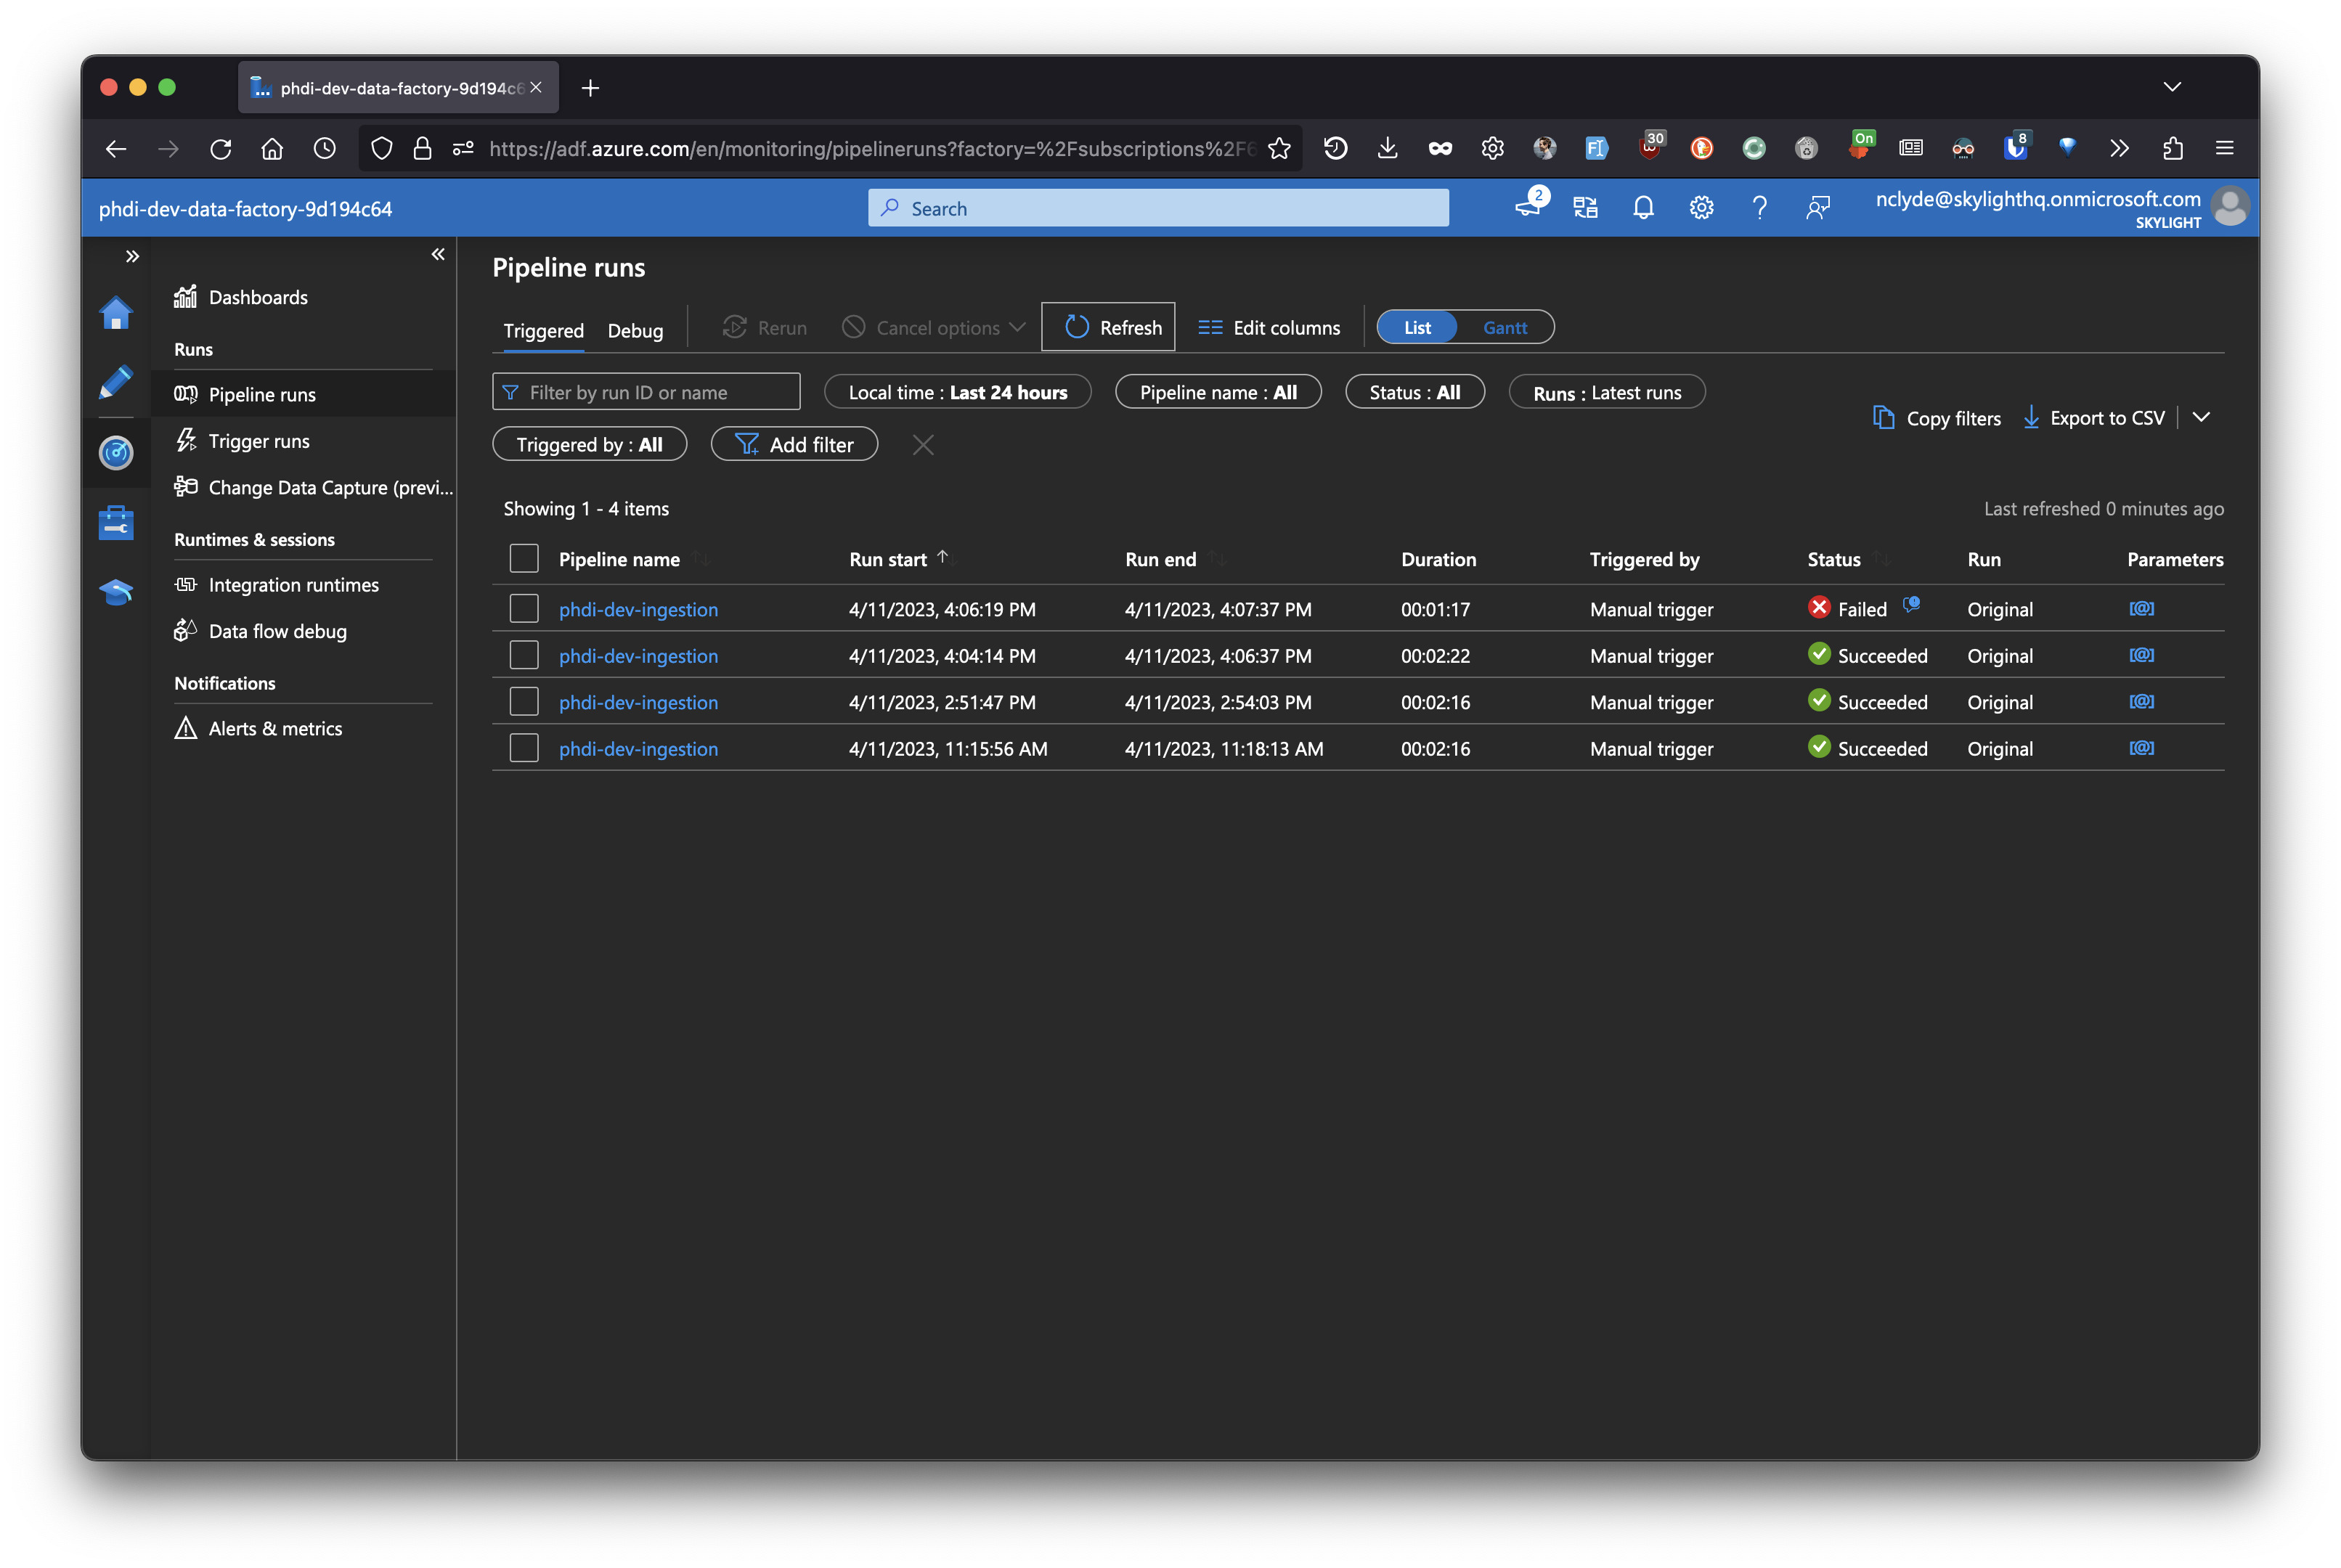 phdi-dev-data-factory-9d194c6
https://adf.azure.com/en/monitoring/pipelineruns?factory=%2Fsubscriptions%2F6
30
On
8
phdi-dev-data-factory-9d194c64
Search
2
nclyde@skylighthq.onmicrosoft.com
SKYLIGHT
Dashboards
Runs
Pipeline runs
Trigger runs
Change Data Capture (previ...
Runtimes & sessions
Integration runtimes
Data flow debug
Notifications
Alerts & metrics
Pipeline runs
Triggered Debug Rerun Cancel options Refresh Edit columns List Gantt
Filter by run ID or name Local time : Last 24 hours Pipeline name : All Status : All Runs : Latest runs
Copy filters Export to CSV
Triggered by : All Add filter
Showing 1 - 4 items Last refreshed 0 minutes ago
Pipeline name Run start Run end Duration Triggered by Status Run Parameters
phdi-dev-ingestion 4/11/2023, 4:06:19 PM 4/11/2023, 4:07:37 PM 00:01:17 Manual trigger Failed Original [@]
phdi-dev-ingestion 4/11/2023, 4:04:14 PM 4/11/2023, 4:06:37 PM 00:02:22 Manual trigger Succeeded Original [@]
phdi-dev-ingestion 4/11/2023, 2:51:47 PM 4/11/2023, 2:54:03 PM 00:02:16 Manual trigger Succeeded Original [@]
phdi-dev-ingestion 4/11/2023, 11:15:56 AM 4/11/2023, 11:18:13 AM 00:02:16 Manual trigger Succeeded Original [@]